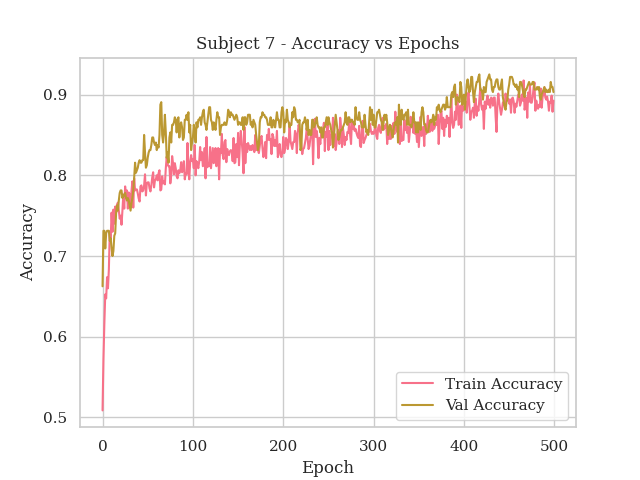 Subject 7 - Accuracy vs Epochs
Accuracy
0.9
0.8
0.7
0.6
0.5
0 100 200 300 400 500
Epoch
Train Accuracy
Val Accuracy